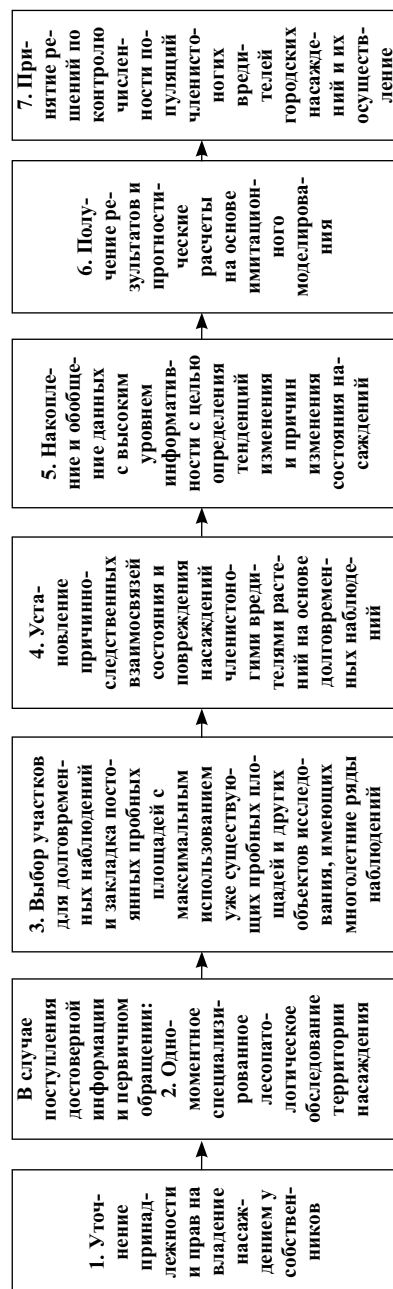 1. Уточ-
нение
принад-
лежности
и прав на
владение
насаж-
дением у
собствен-
ников
В случае
поступления
достоверной
информации
и первичном
обращении:
2. Одно-
моментное
специализи-
рованное
лесопато-
логическое
обследование
территории
насаждения
3. Выбор участков
для долговремен-
ных наблюдений
и закладка посто-
янных пробных
площадей с
максимальным
использованием
уже существую-
щих пробных пло-
щадей и других
объектов исследо-
вания, имеющих
многолетние ряды
наблюдений
4. Уста-
новление
причинно-
следственных
взаимосвязей
состояния и
повреждения
насаждений
членистоно-
гими вреди-
телями расте-
ний на основе
долговремен-
ных наблюде-
ний
5. Накопле-
ние и обобще-
ние данных
с высоким
уровнем
информатив-
ности с целью
определения
тенденций
изменения
и причин
изменения
состояния на-
саждений
6. Полу-
чение ре-
зультатов и
прогности-
ческие
расчеты
на основе
имитацион-
ного
моделирова-
ния
7. При-
нятие ре-
шений по
контролю
числен-
ности по-
пуляций
членисто-
ногих
вреди-
телей
городских
насажде-
ний и их
осуществ-
ление